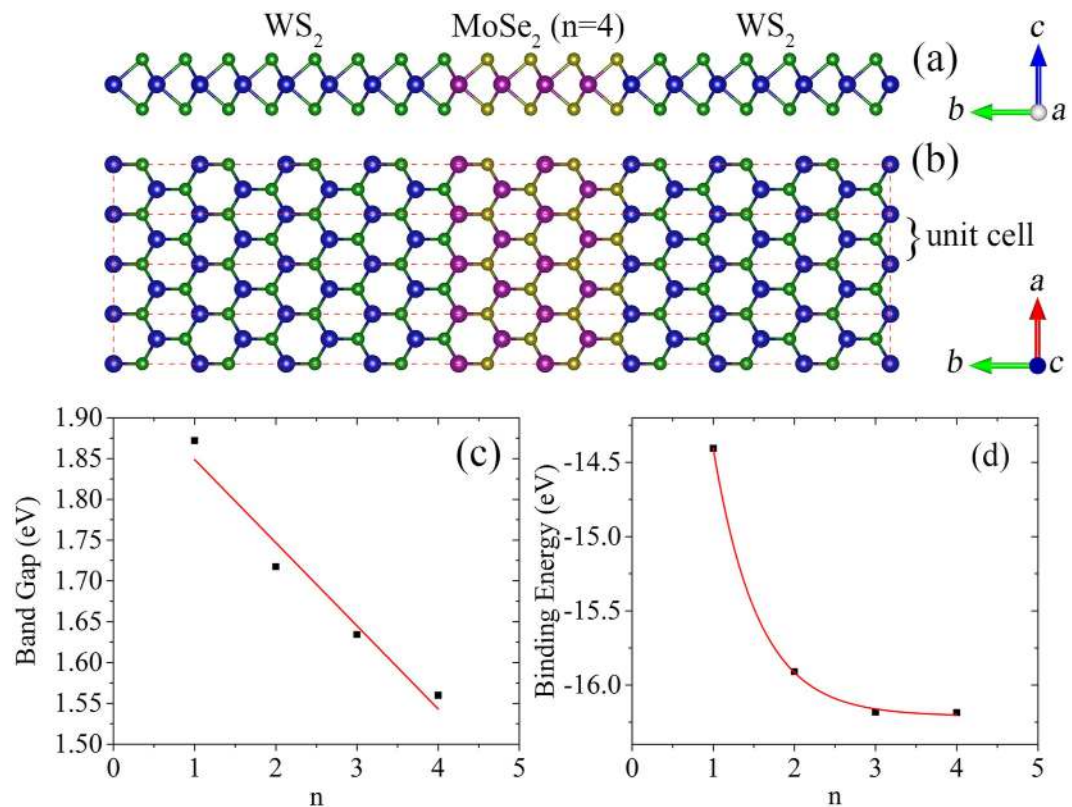 WS2 MoSe2 (n=4) WS2
(a)
c
b a
(b)
} unit cell
a
b c
(c)
1.90
1.85
1.80
1.75
1.70
1.65
1.60
1.55
1.50
Band Gap (eV)
0 1 2 3 4 5
n
(d)
-14.5
-15.0
-15.5
-16.0
Binding Energy (eV)
0 1 2 3 4 5
n